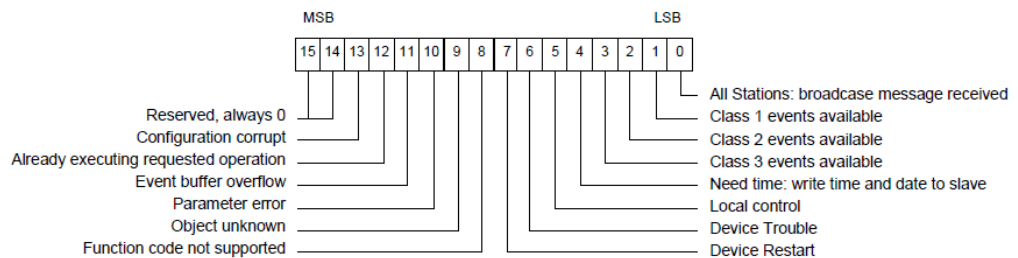 MSB LSB
15 14 13 12 11 10 9 8 7 6 5 4 3 2 1 0
Reserved, always 0
Configuration corrupt
Already executing requested operation
Event buffer overflow
Parameter error
Object unknown
Function code not supported
All Stations: broadcase message received
Class 1 events available
Class 2 events available
Class 3 events available
Need time: write time and date to slave
Local control
Device Trouble
Device Restart